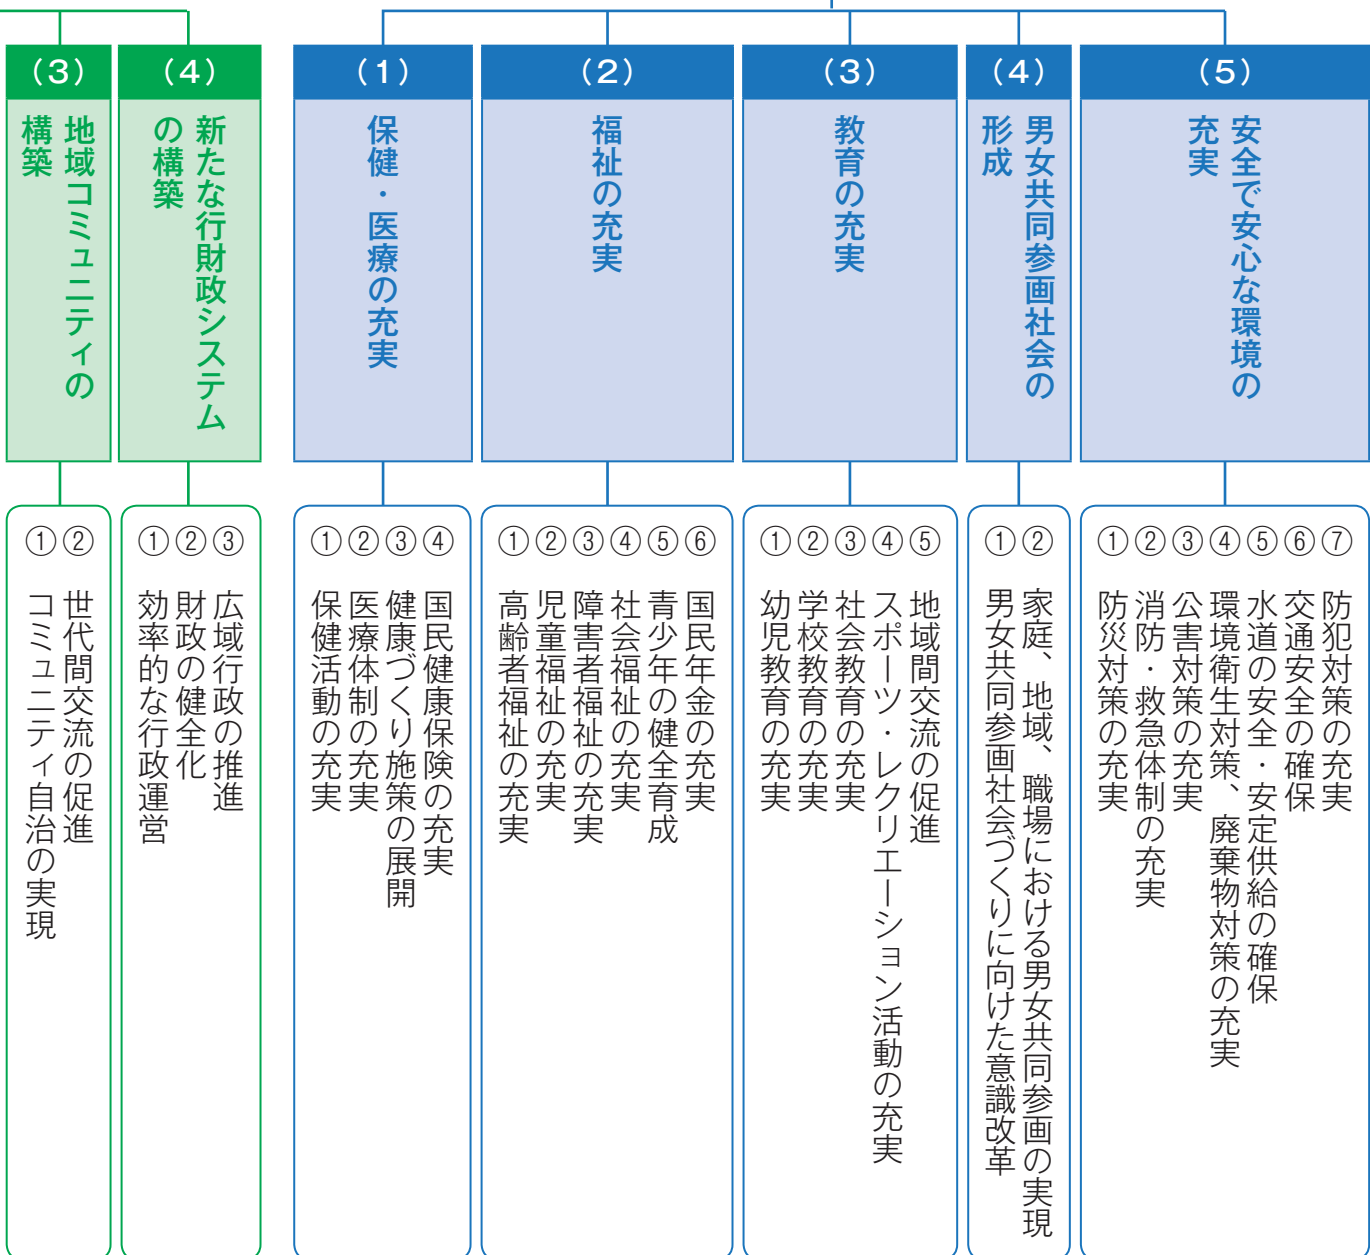 (3)
地域コミュニティの
構築
①コミュニティ自治の実現
②世代間交流の促進
(4)
新たな行財政システム
の構築
①効率的な行政運営
②財政の健全化
③広域行政の推進
(1)
保健・医療の充実
①保健活動の充実
②医療体制の充実
③健康づくり施策の展開
④国民健康保険の充実
(2)
福祉の充実
①高齢者福祉の充実
②児童福祉の充実
③障害者福祉の充実
④社会福祉の充実
⑤青少年の健全育成
⑥国民年金の充実
(3)
教育の充実
①幼児教育の充実
②学校教育の充実
③社会教育の充実
④スポーツ・レクリエーション活動の充実
⑤地域間交流の促進
(4)
男女共同参画社会の
形成
①男女共同参画社会づくりに向けた意識改革
②家庭、地域、職場における男女共同参画の実現
(5)
安全で安心な環境の
充実
①防災対策の充実
②消防・救急体制の充実
③公害対策の充実
④環境衛生対策、廃棄物対策の充実
⑤水道の安全・安定供給の確保
⑥交通安全の確保
⑦防犯対策の充実